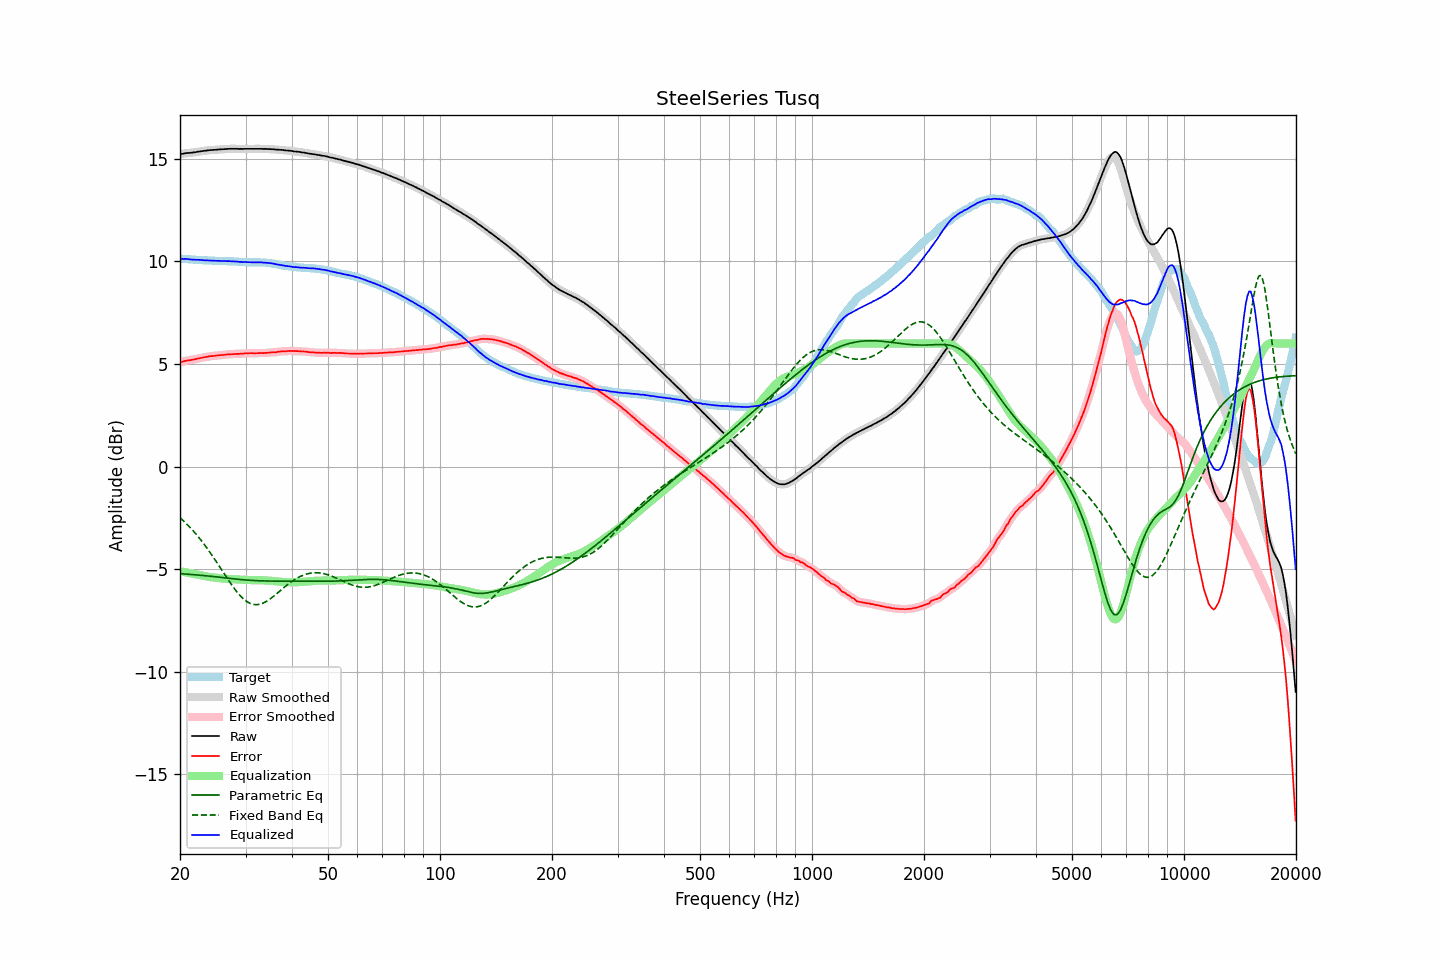 SteelSeries Tusq
15
10
5
0
−5
−10
−15
Amplitude (dBr)
Target
Raw Smoothed
Error Smoothed
Raw
Error
Equalization
Parametric Eq
Fixed Band Eq
Equalized
20 50 100 200 500 1000 2000 5000 10000 20000
Frequency (Hz)